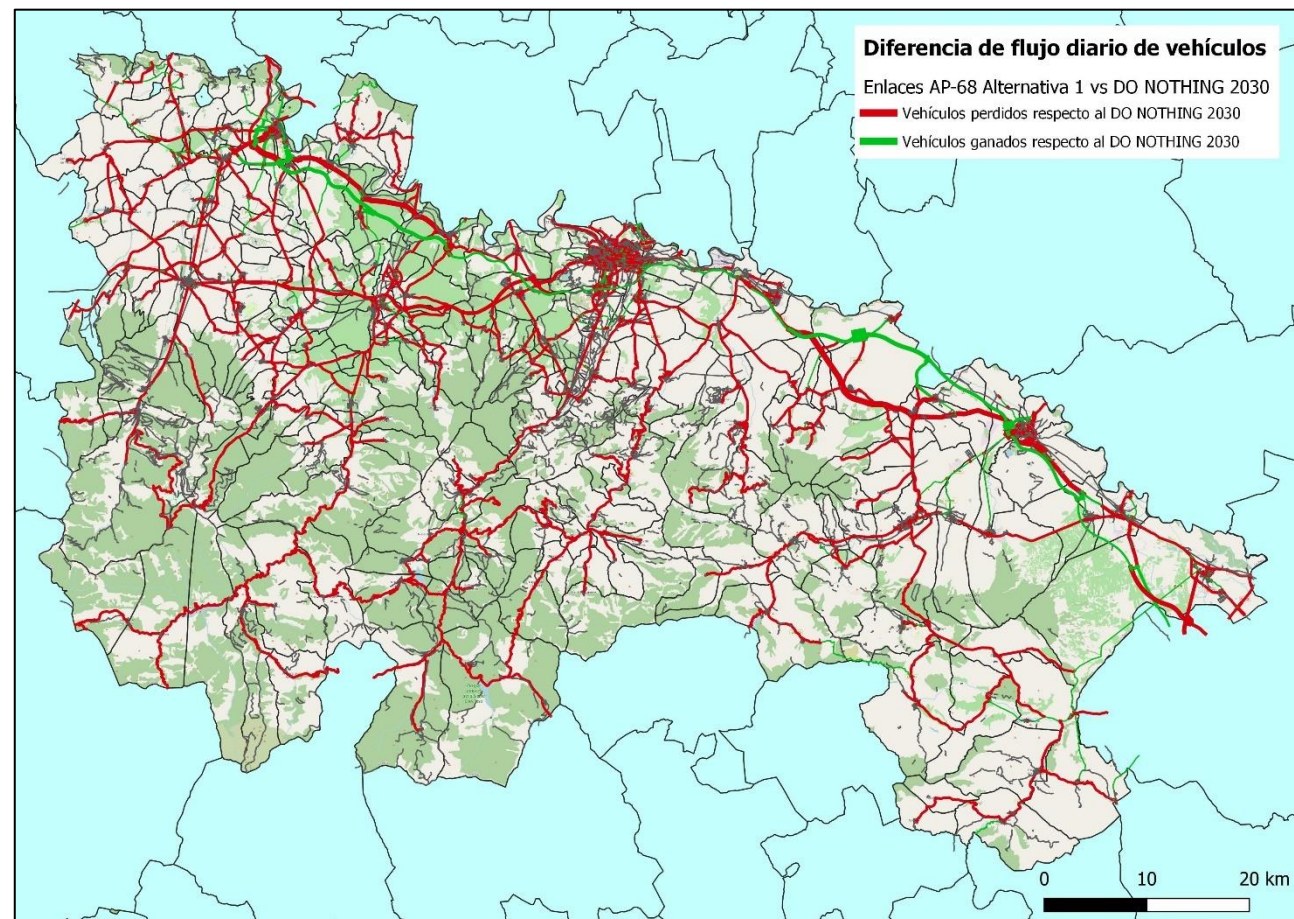 Diferencia de flujo diario de vehículos
Enlaces AP-68 Alternativa 1 vs DO NOTHING 2030
Vehículos perdidos respecto al DO NOTHING 2030
Vehículos ganados respecto al DO NOTHING 2030
0 10 20 km